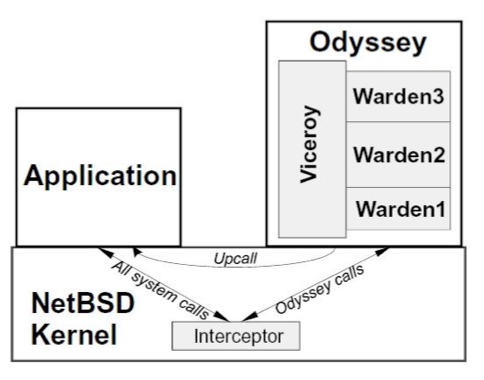 Odyssey
Viceroy
Warden3
Warden2
Warden1
Application
Upcall
All system calls
Odyssey calls
NetBSD
Kernel
Interceptor